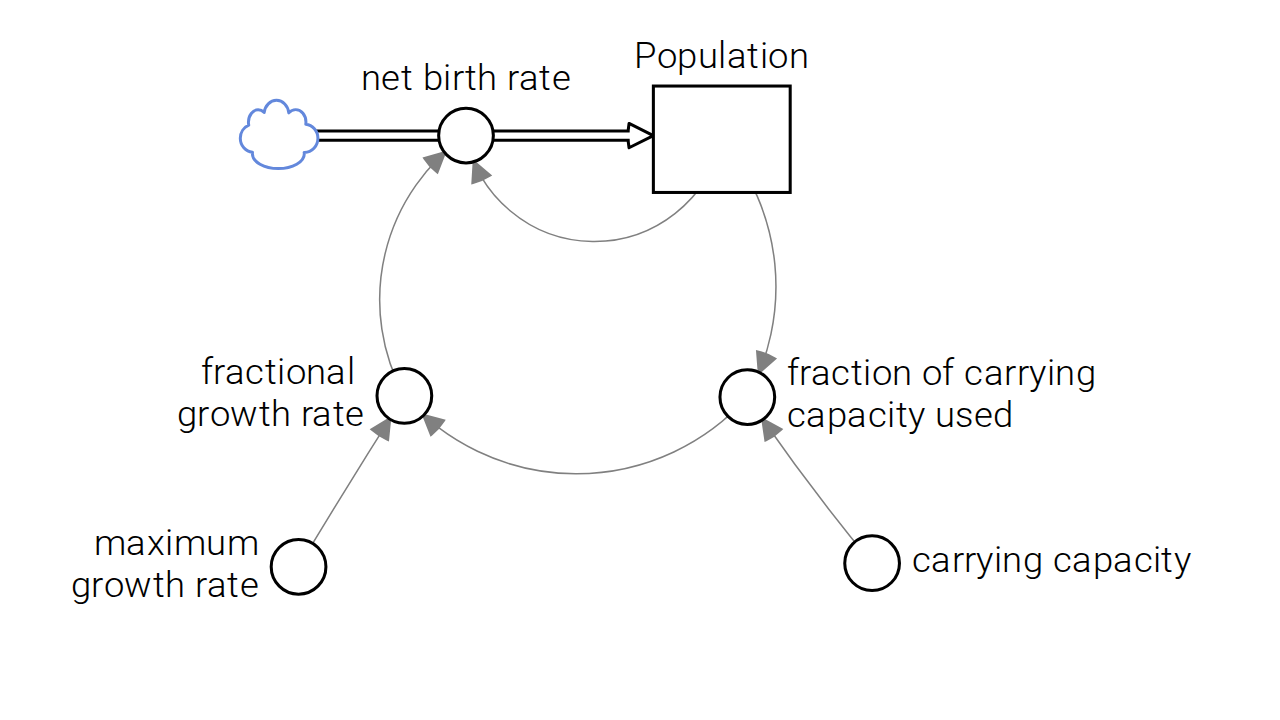 Population
net birth rate
fractional
growth rate
fraction of carrying
capacity used
maximum
growth rate
carrying capacity